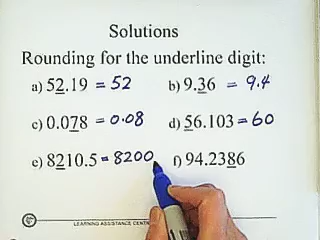 Solutions
Rounding for the underline digit:
a) 52.19 = 52 b) 9.36 = 9.4
c) 0.078 = 0.08 d) 56.103 = 60
e) 8210.5 = 8200 f) 94.2386
LEARNING ASSISTANCE